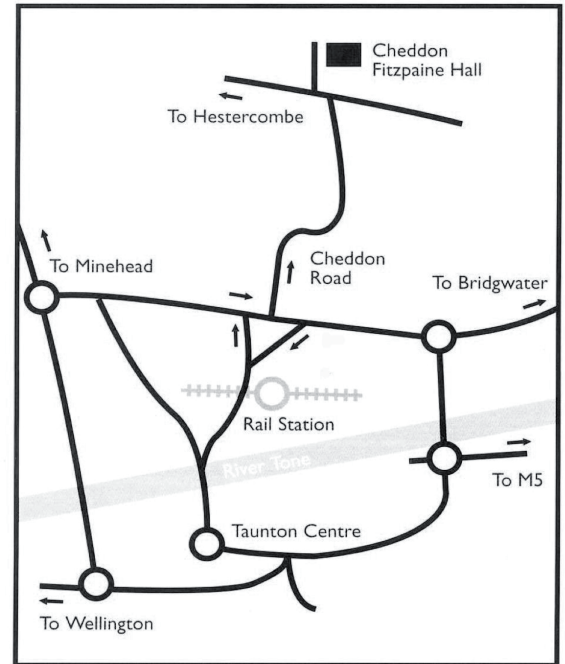 Cheddon
Fitzpaine Hall
To Hestercombe
To Minehead
Cheddon
Road
To Bridgwater
Rail Station
River Tone
To M5
Taunton Centre
To Wellington